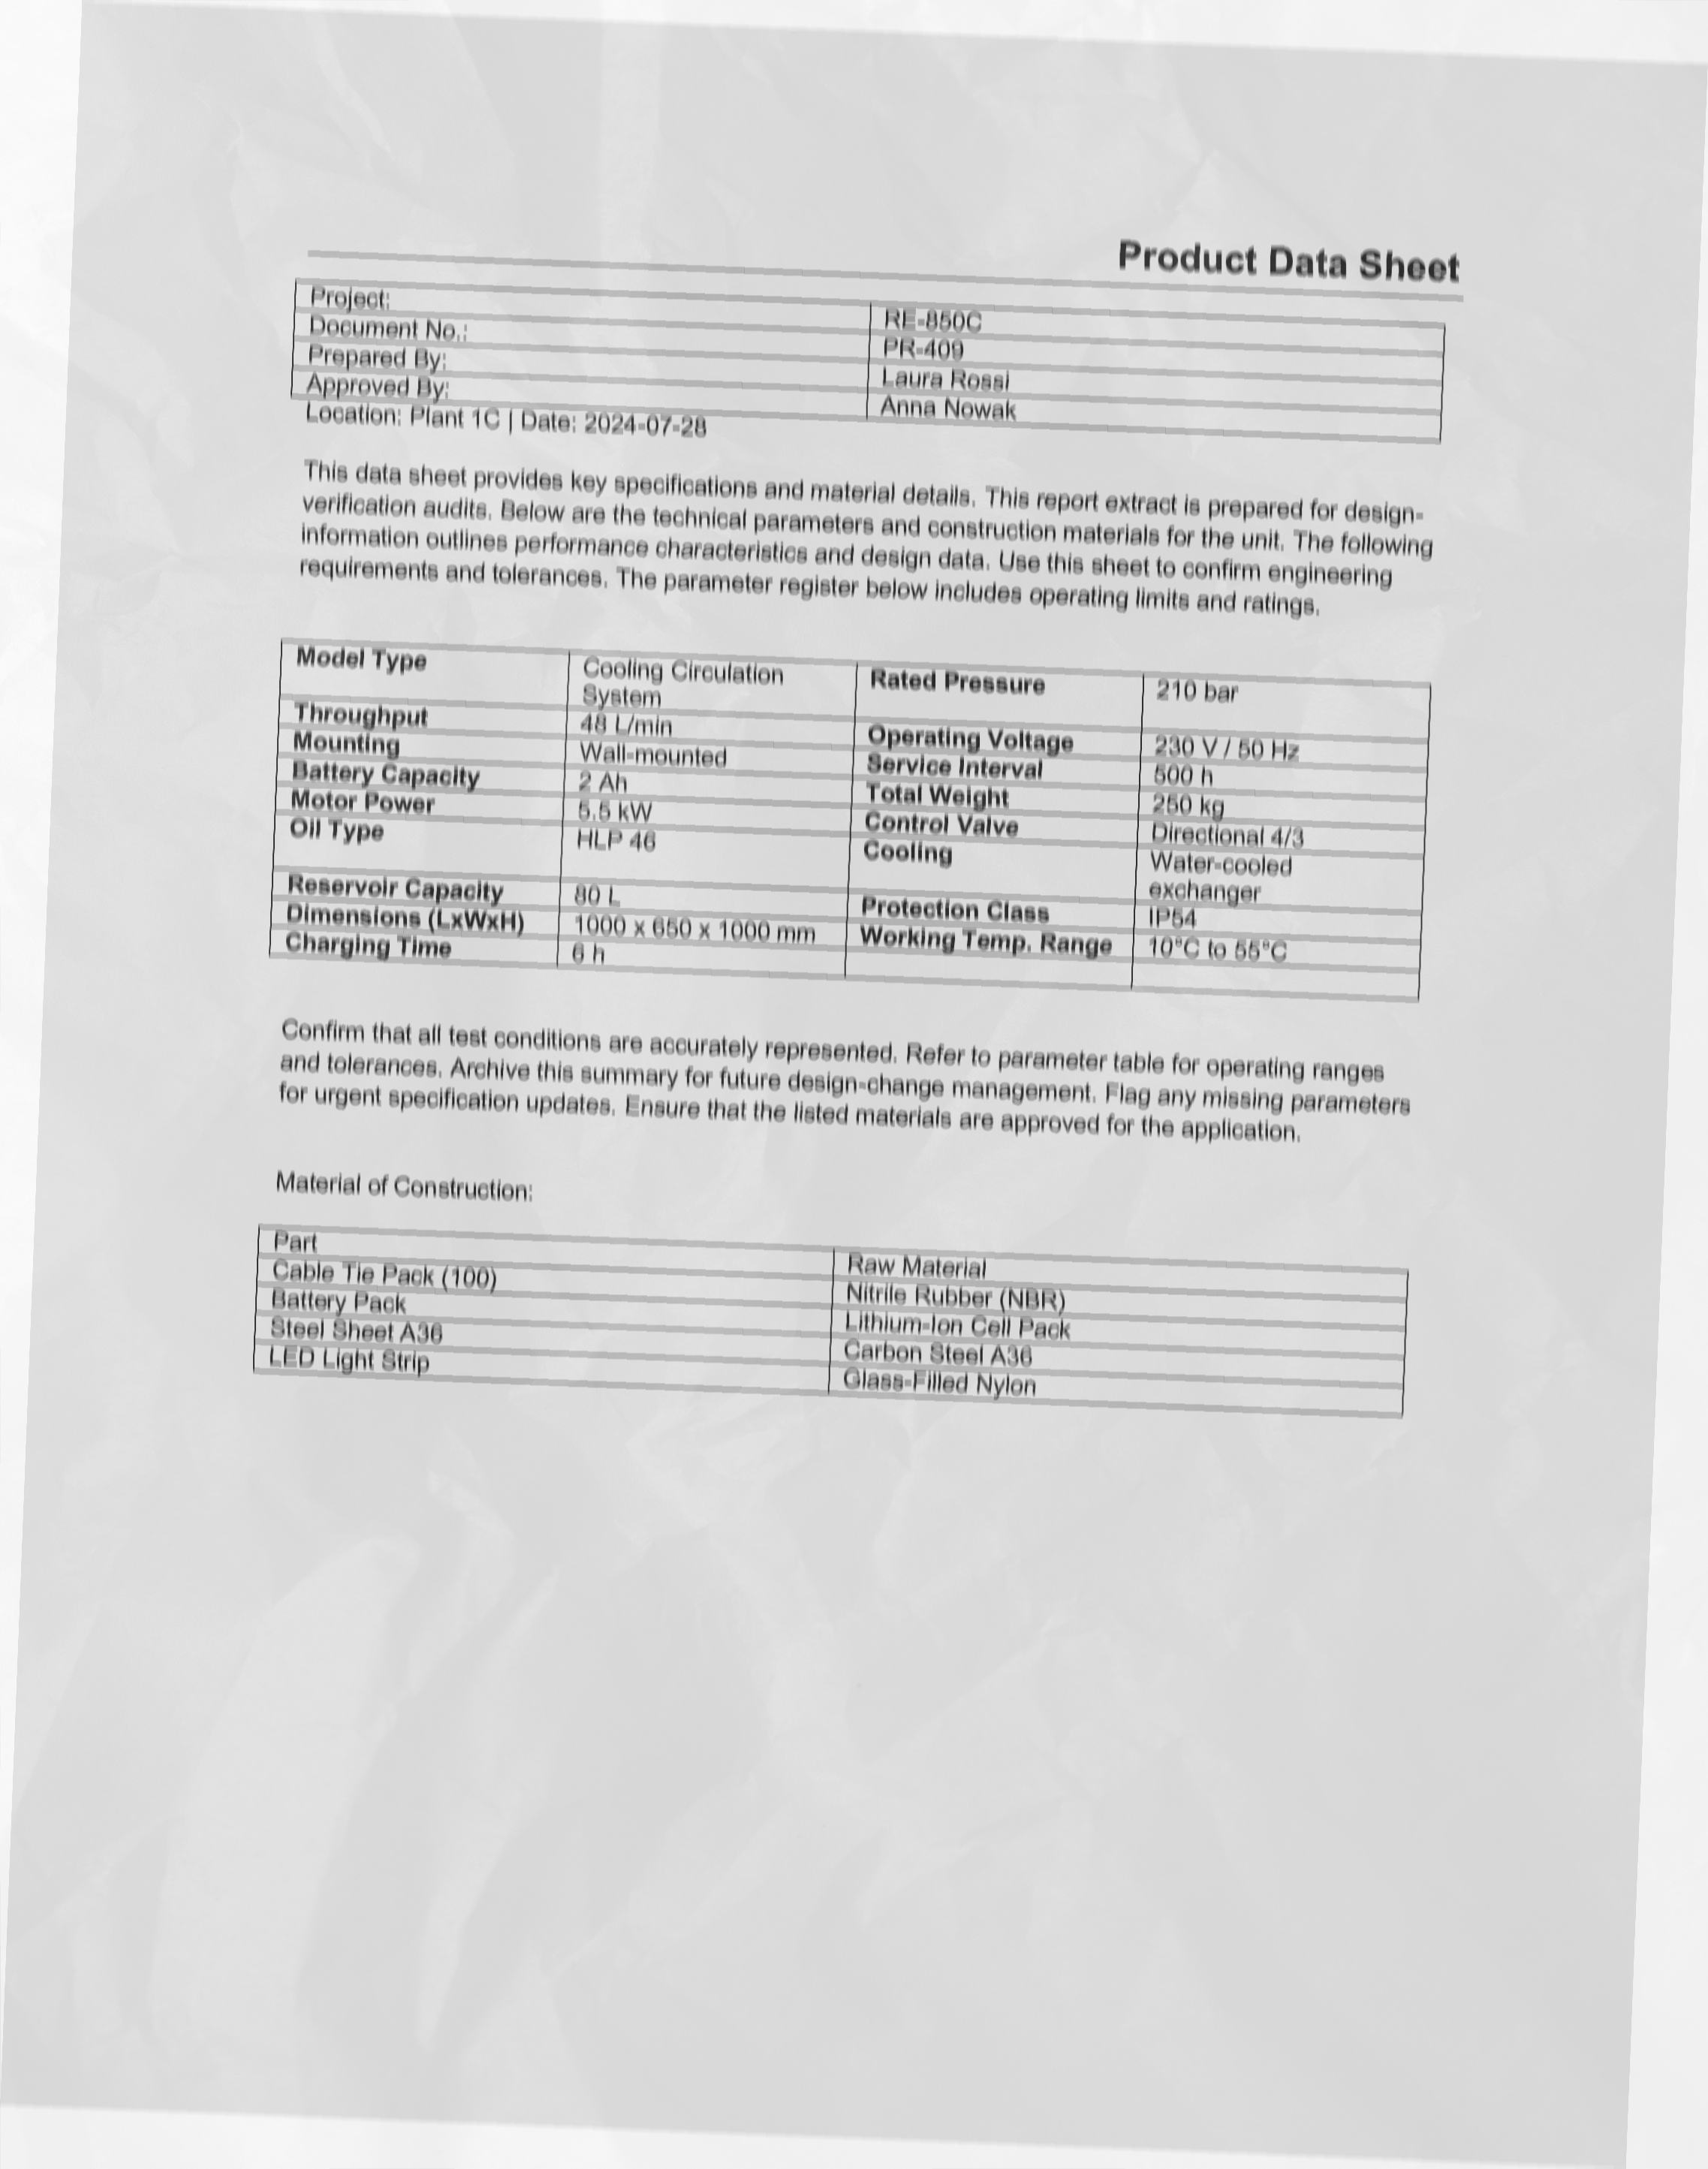 Product Data Sheet
Project: RE-850C
Document No.: PR-409
Prepared By: Laura Rossi
Approved By: Anna Nowak
Location: Plant 1C | Date: 2024-07-28
This data sheet provides key specifications and material details. This report extract is prepared for design-
verification audits. Below are the technical parameters and construction materials for the unit. The following
information outlines performance characteristics and design data. Use this sheet to confirm engineering
requirements and tolerances. The parameter register below includes operating limits and ratings.
Model Type Cooling Circulation System Rated Pressure 210 bar
Throughput 48 L/min Operating Voltage 230 V / 50 Hz
Mounting Wall-mounted Service Interval 500 h
Battery Capacity 2 Ah Total Weight 250 kg
Motor Power 5.5 kW Control Valve Directional 4/3
Oil Type HLP 46 Cooling Water-cooled exchanger
Reservoir Capacity 80 L Protection Class IP54
Dimensions (LxWxH) 1000 x 650 x 1000 mm Working Temp. Range 10°C to 55°C
Charging Time 6 h
Confirm that all test conditions are accurately represented. Refer to parameter table for operating ranges
and tolerances. Archive this summary for future design-change management. Flag any missing parameters
for urgent specification updates. Ensure that the listed materials are approved for the application.
Material of Construction:
Part Raw Material
Cable Tie Pack (100) Nitrile Rubber (NBR)
Battery Pack Lithium-Ion Cell Pack
Steel Sheet A36 Carbon Steel A36
LED Light Strip Glass-Filled Nylon